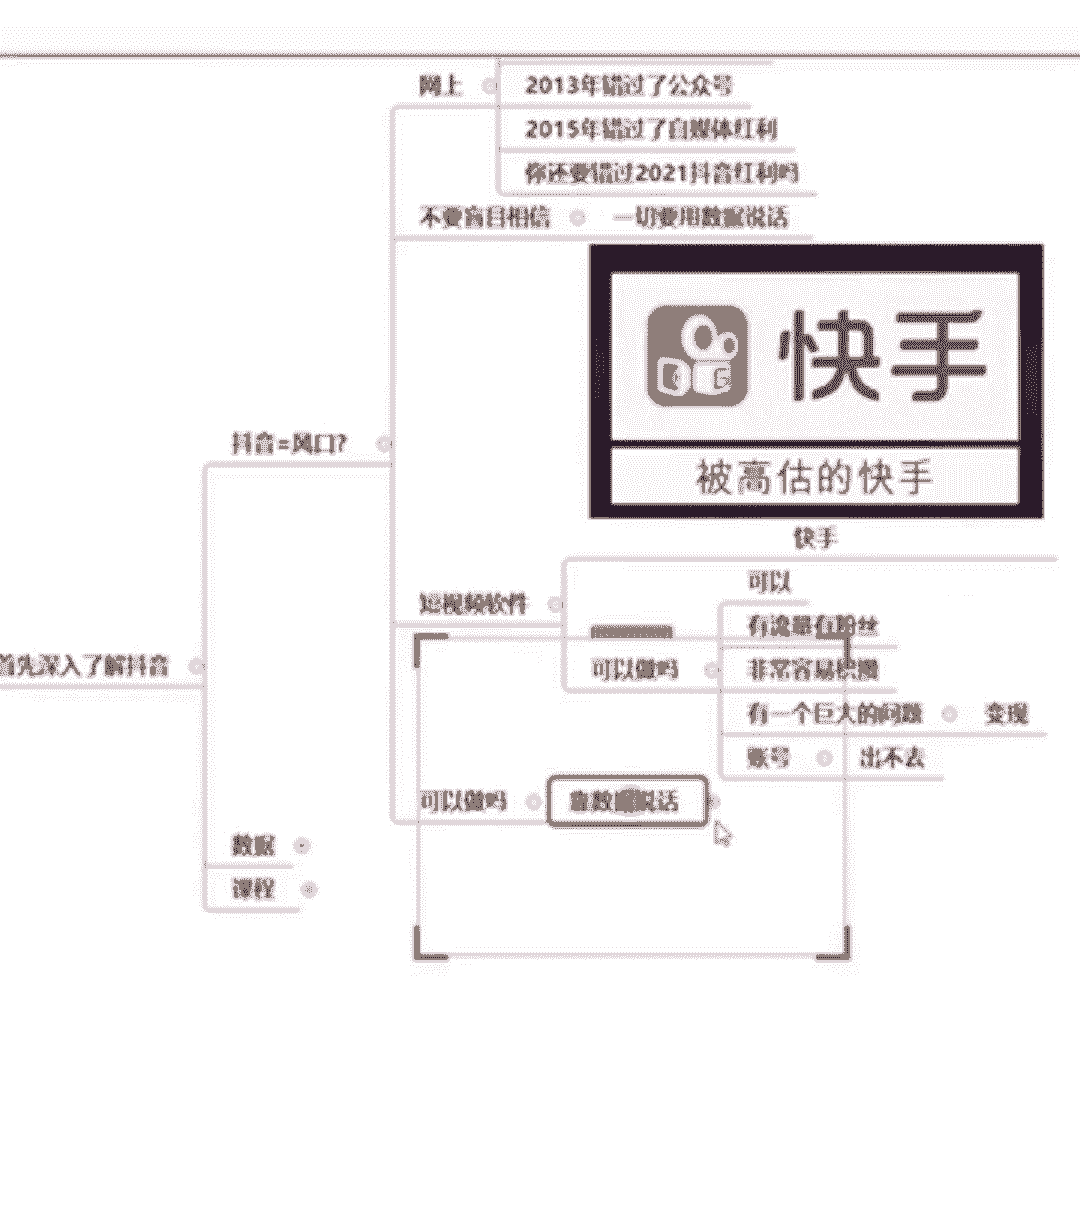 网上
2013年错过了公众号
2015年错过了自媒体红利
你还要错过2021抖音红利吗
不要盲目相信 一切要用数据说话
快手
被高估的快手
快手
抖音=风口?
可以
短视频软件
有流量有粉丝
首先深入了解抖音
可以做吗
非常容易
有一个巨大的问题 变现
账号 出不去
可以做吗 拿数据说话
数据
课程